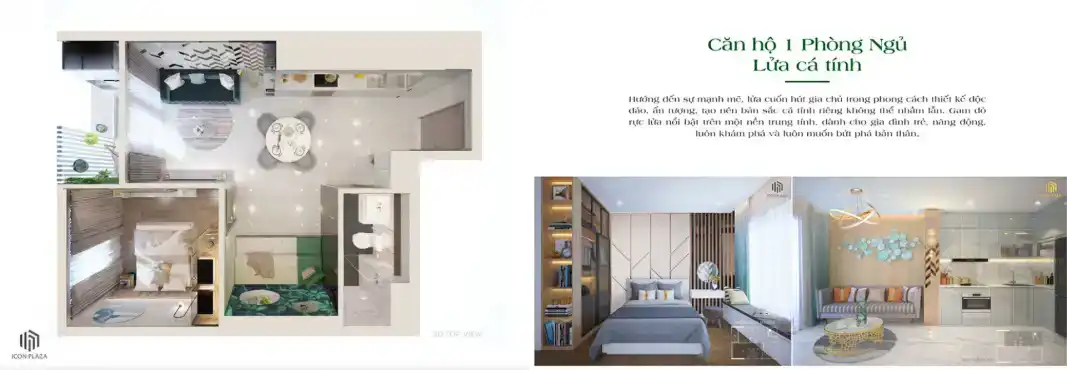 Căn hộ 1 Phòng Ngủ
Lửa cá tính
Hướng đến sự mạnh mẽ, lửa cuốn hút gia chủ trong phong cách thiết kế độc
đáo, ấn tượng, tạo nên bản sắc cá tính riêng không thể nhầm lẫn. Gam đỏ
rực lửa nổi bật trên một nền trung tính, dành cho gia đình trẻ, năng động,
luôn khám phá và luôn muốn bứt phá bản thân.
ICON PLAZA